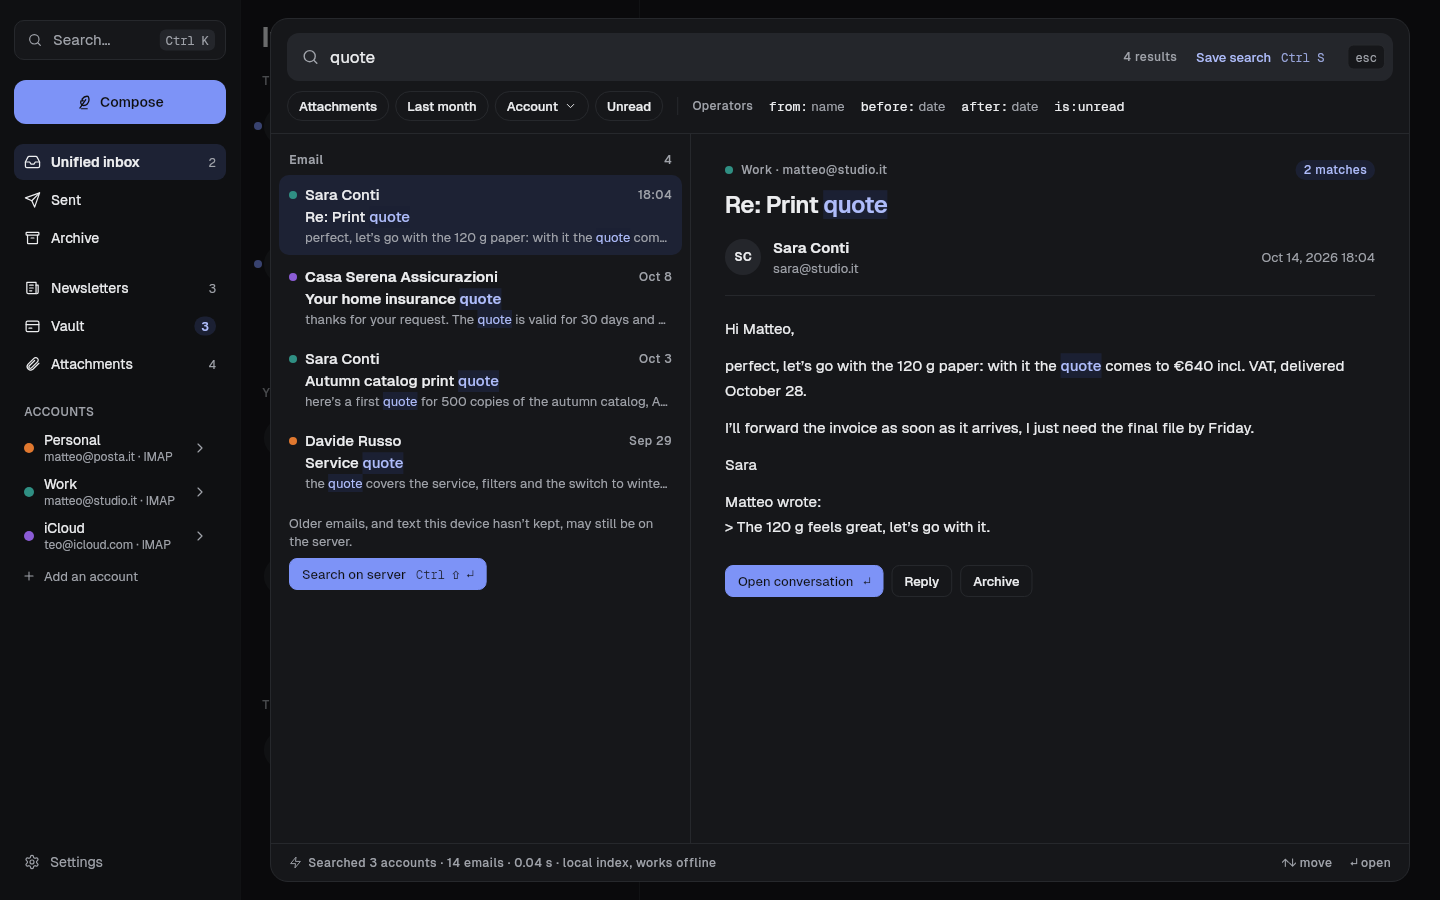 Search...
Ctrl K
Compose
Unified inbox 2
Sent
Archive
Newsletters 3
Vault 3
Attachments 4
ACCOUNTS
Personal
matteo@posta.it · IMAP
Work
matteo@studio.it · IMAP
iCloud
teo@icloud.com · IMAP
Add an account
Settings
quote
4 results
Save search Ctrl S
esc
Attachments
Last month
Account
Unread
Operators
from: name
before: date
after: date
is:unread
Email 4
Sara Conti 18:04
Re: Print quote
perfect, let's go with the 120 g paper: with it the quote com…
Casa Serena Assicurazioni Oct 8
Your home insurance quote
thanks for your request. The quote is valid for 30 days and …
Sara Conti Oct 3
Autumn catalog print quote
here's a first quote for 500 copies of the autumn catalog, A…
Davide Russo Sep 29
Service quote
the quote covers the service, filters and the switch to winte…
Older emails, and text this device hasn't kept, may still be on
the server.
Search on server Ctrl ⇧ ↵
Work · matteo@studio.it
2 matches
Re: Print quote
SC
Sara Conti
sara@studio.it
Oct 14, 2026 18:04
Hi Matteo,
perfect, let's go with the 120 g paper: with it the quote comes to €640 incl. VAT, delivered
October 28.
I'll forward the invoice as soon as it arrives, I just need the final file by Friday.
Sara
Matteo wrote:
> The 120 g feels great, let's go with it.
Open conversation ↵
Reply
Archive
Searched 3 accounts · 14 emails · 0.04 s · local index, works offline
↑↓ move
↵ open